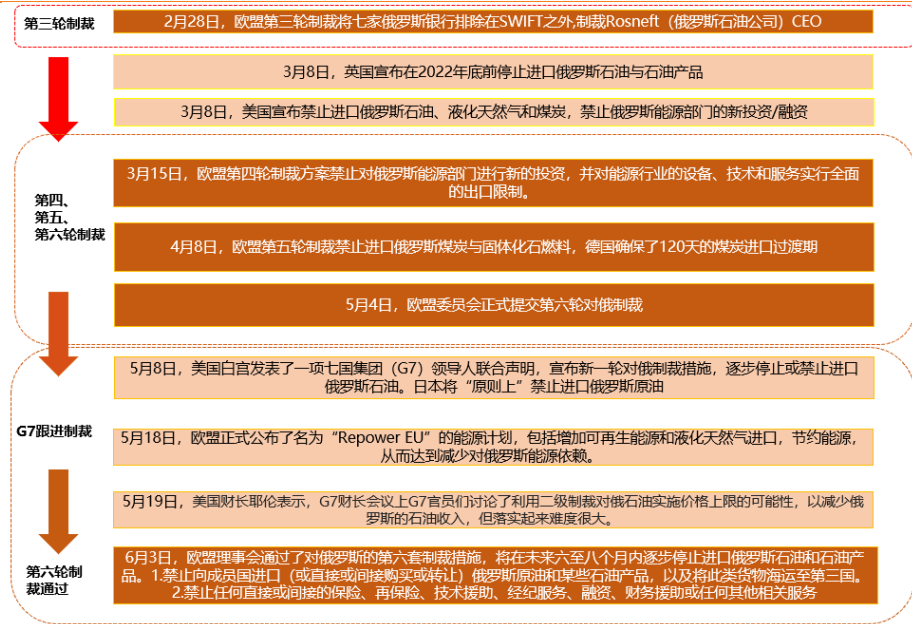 第三轮制裁
2月28日，欧盟第三轮制裁将七家俄罗斯银行排除在SWIFT之外,制裁Rosneft（俄罗斯石油公司）CEO
3月8日，英国宣布在2022年底前停止进口俄罗斯石油与石油产品
3月8日，美国宣布禁止进口俄罗斯石油、液化天然气和煤炭，禁止俄罗斯能源部门的新投资/融资
第四、
第五、
第六轮制裁
3月15日，欧盟第四轮制裁方案禁止对俄罗斯能源部门进行新的投资，并对能源行业的设备、技术和服务实行全面
的出口限制。
4月8日，欧盟第五轮制裁禁止进口俄罗斯煤炭与固体化石燃料，德国确保了120天的煤炭进口过渡期
5月4日，欧盟委员会正式提交第六轮对俄制裁
G7跟进制裁
5月8日，美国白宫发表了一项七国集团（G7）领导人联合声明，宣布新一轮对俄制裁措施，逐步停止或禁止进口
俄罗斯石油。日本将“原则上”禁止进口俄罗斯原油
5月18日，欧盟正式公布了名为“Repower EU”的能源计划，包括增加可再生能源和液化天然气进口，节约能源，
从而达到减少对俄罗斯能源依赖。
5月19日，美国财长耶伦表示，G7财长会议上G7官员们讨论了利用二级制裁对俄石油实施价格上限的可能性，以减少俄
罗斯的石油收入，但落实起来难度很大。
第六轮制
裁通过
6月3日，欧盟理事会通过了对俄罗斯的第六套制裁措施，将在未来六至八个月内逐步停止进口俄罗斯石油和石油产
品。1.禁止向成员国进口（或直接或间接购买或转让）俄罗斯原油和某些石油产品，以及将此类货物海运至第三国。
2.禁止任何直接或间接的保险、再保险、技术援助、经纪服务、融资、财务援助或任何其他相关服务